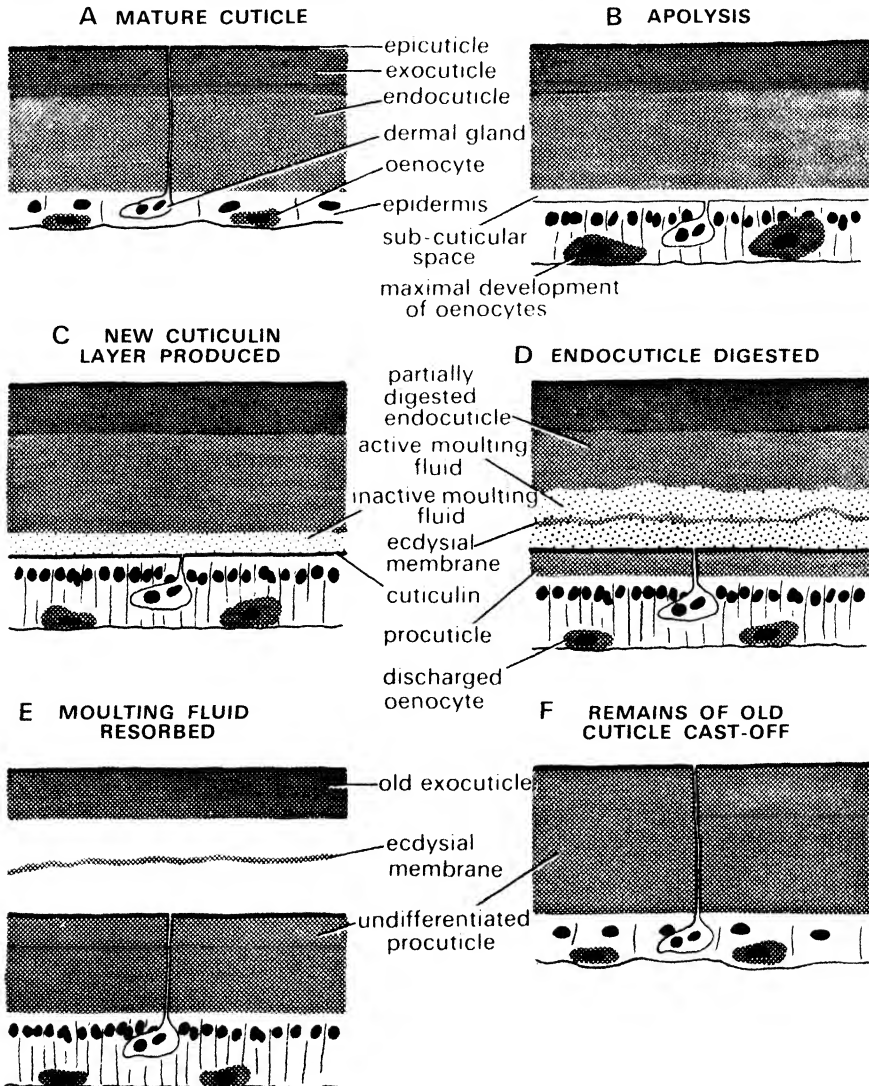 A MATURE CUTICLE
epicuticle
exocuticle
endocuticle
dermal gland
oenocyte
epidermis
sub-cuticular
space
maximal development
of oenocytes
B APOLYSIS
C NEW CUTICULIN
LAYER PRODUCED
partially
digested
endocuticle
active moulting
fluid
inactive moulting
fluid
ecdysial
membrane
cuticulin
procuticle
discharged
oenocyte
D ENDOCUTICLE DIGESTED
E MOULTING FLUID
RESORBED
old exocuticle
ecdysial
membrane
undifferentiated
procuticle
F REMAINS OF OLD
CUTICLE CAST-OFF